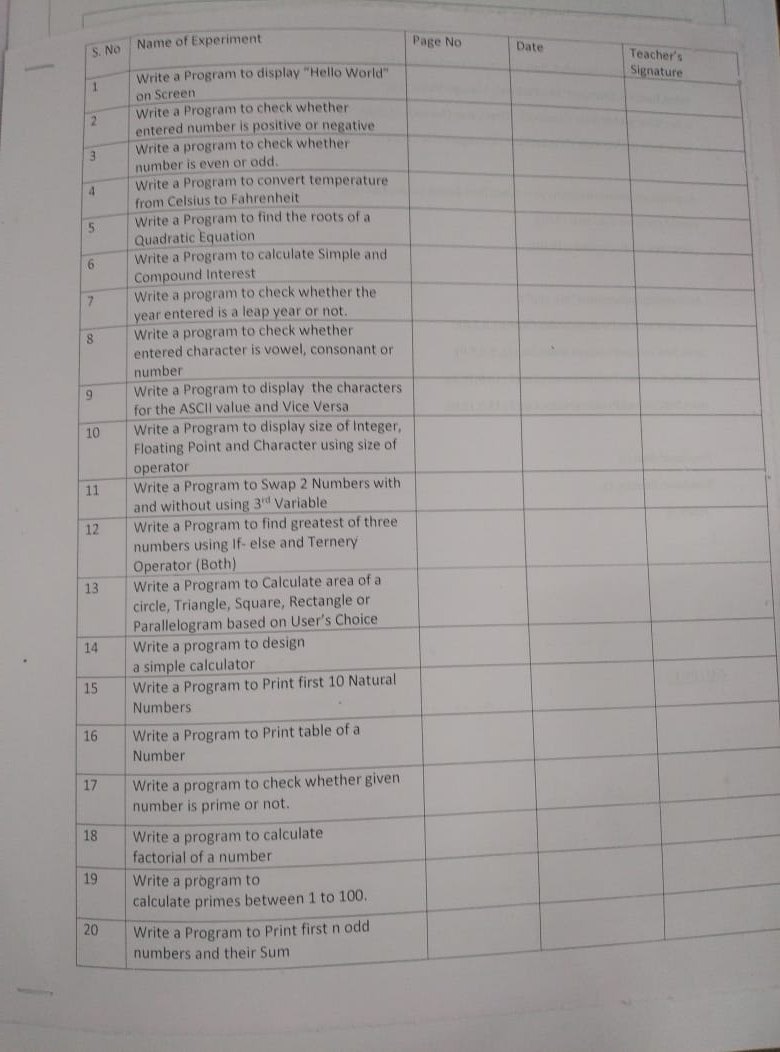 S. No Name of Experiment Page No Date Teacher's
Signature
1 Write a Program to display "Hello World"
on Screen
2 Write a Program to check whether
entered number is positive or negative
3 Write a program to check whether
number is even or odd.
4 Write a Program to convert temperature
from Celsius to Fahrenheit
5 Write a Program to find the roots of a
Quadratic Equation
6 Write a Program to calculate Simple and
Compound Interest
7 Write a program to check whether the
year entered is a leap year or not.
8 Write a program to check whether
entered character is vowel, consonant or
number
9 Write a Program to display the characters
for the ASCII value and Vice Versa
10 Write a Program to display size of Integer,
Floating Point and Character using size of
operator
11 Write a Program to Swap 2 Numbers with
and without using 3rd Variable
12 Write a Program to find greatest of three
numbers using If- else and Ternery
Operator (Both)
13 Write a Program to Calculate area of a
circle, Triangle, Square, Rectangle or
Parallelogram based on User's Choice
14 Write a program to design
a simple calculator
15 Write a Program to Print first 10 Natural
Numbers
16 Write a Program to Print table of a
Number
17 Write a program to check whether given
number is prime or not.
18 Write a program to calculate
factorial of a number
19 Write a program to
calculate primes between 1 to 100.
20 Write a Program to Print first n odd
numbers and their Sum